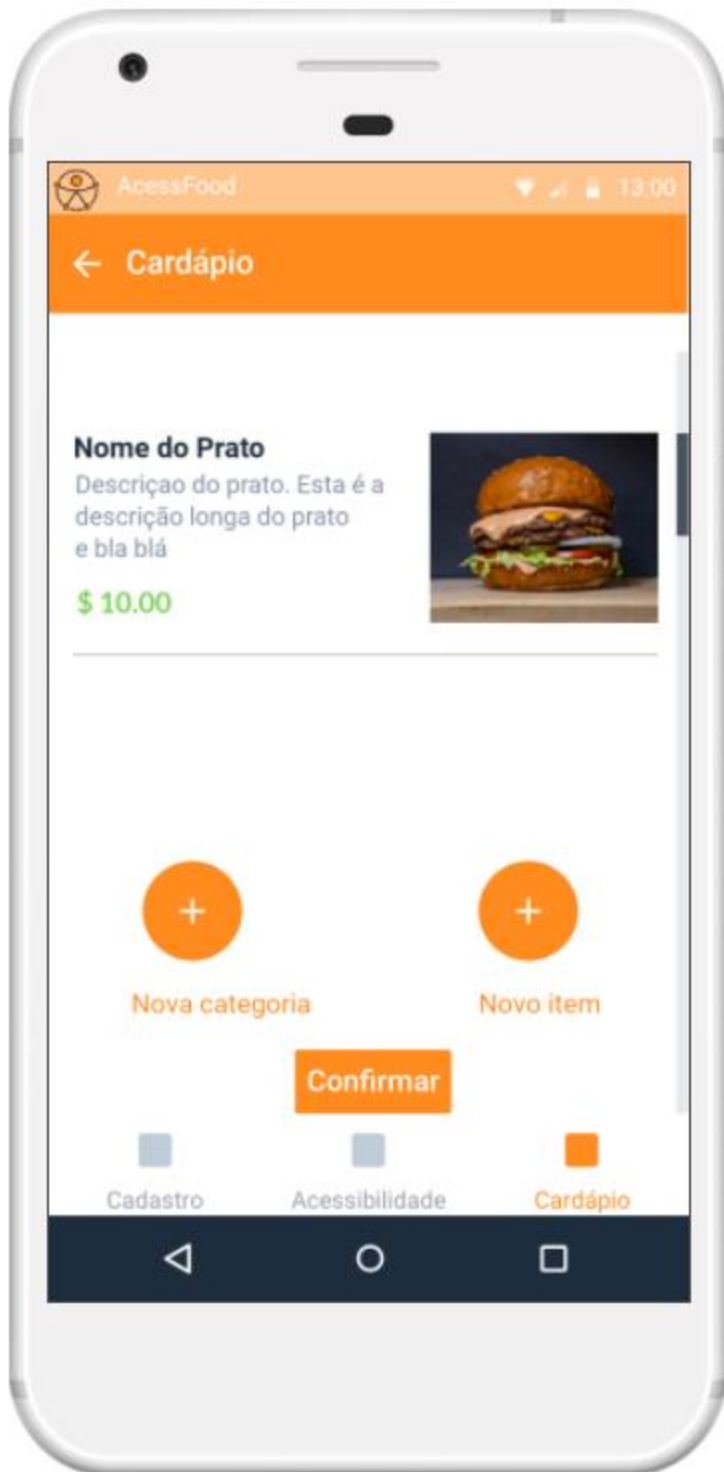 AcessFood
13:00
Cardápio
Nome do Prato
Descriçao do prato. Esta é a
descrição longa do prato
e bla blá
$ 10.00
Nova categoria
Novo item
Confirmar
Cadastro
Acessibilidade
Cardápio